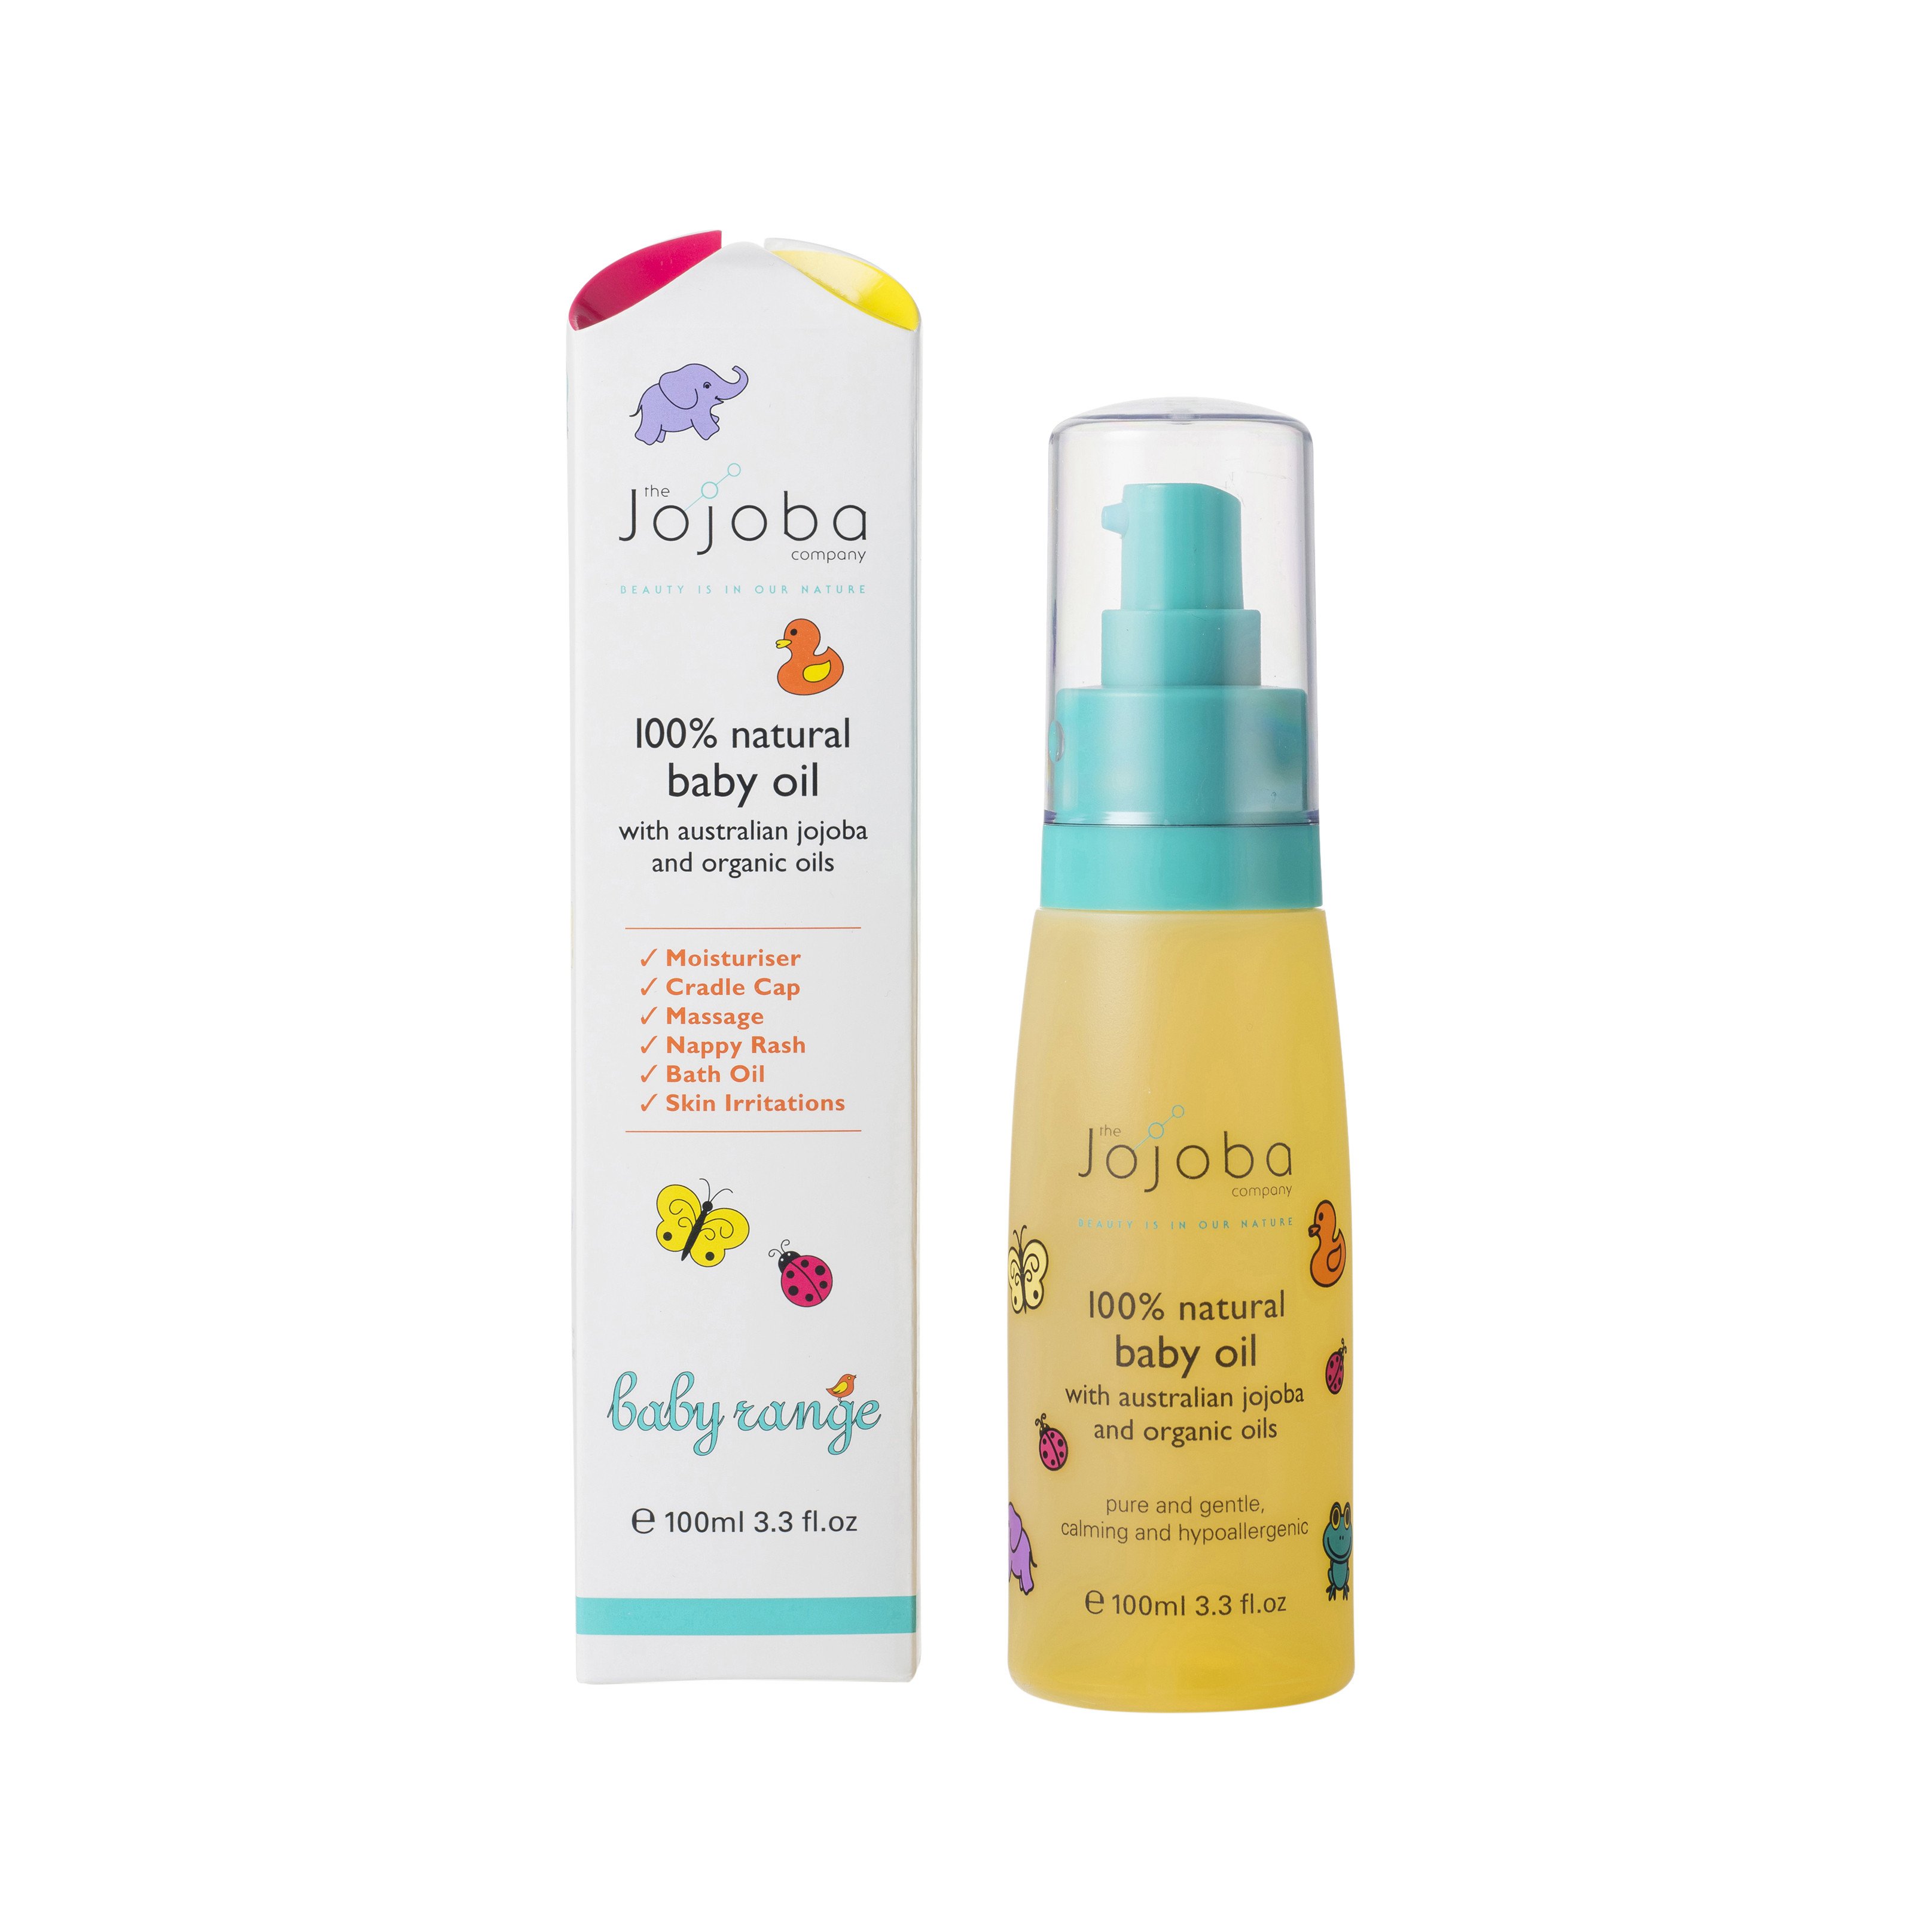 the
Jojoba
company
BEAUTY IS IN OUR NATURE
100% natural
baby oil
with australian jojoba
and organic oils
✓ Moisturiser
✓ Cradle Cap
✓ Massage
✓ Nappy Rash
✓ Bath Oil
✓ Skin Irritations
baby range
℮ 100ml 3.3 fl.oz
the
Jojoba
company
BEAUTY IS IN OUR NATURE
100% natural
baby oil
with australian jojoba
and organic oils
pure and gentle,
calming and hypoallergenic
℮ 100ml 3.3 fl.oz